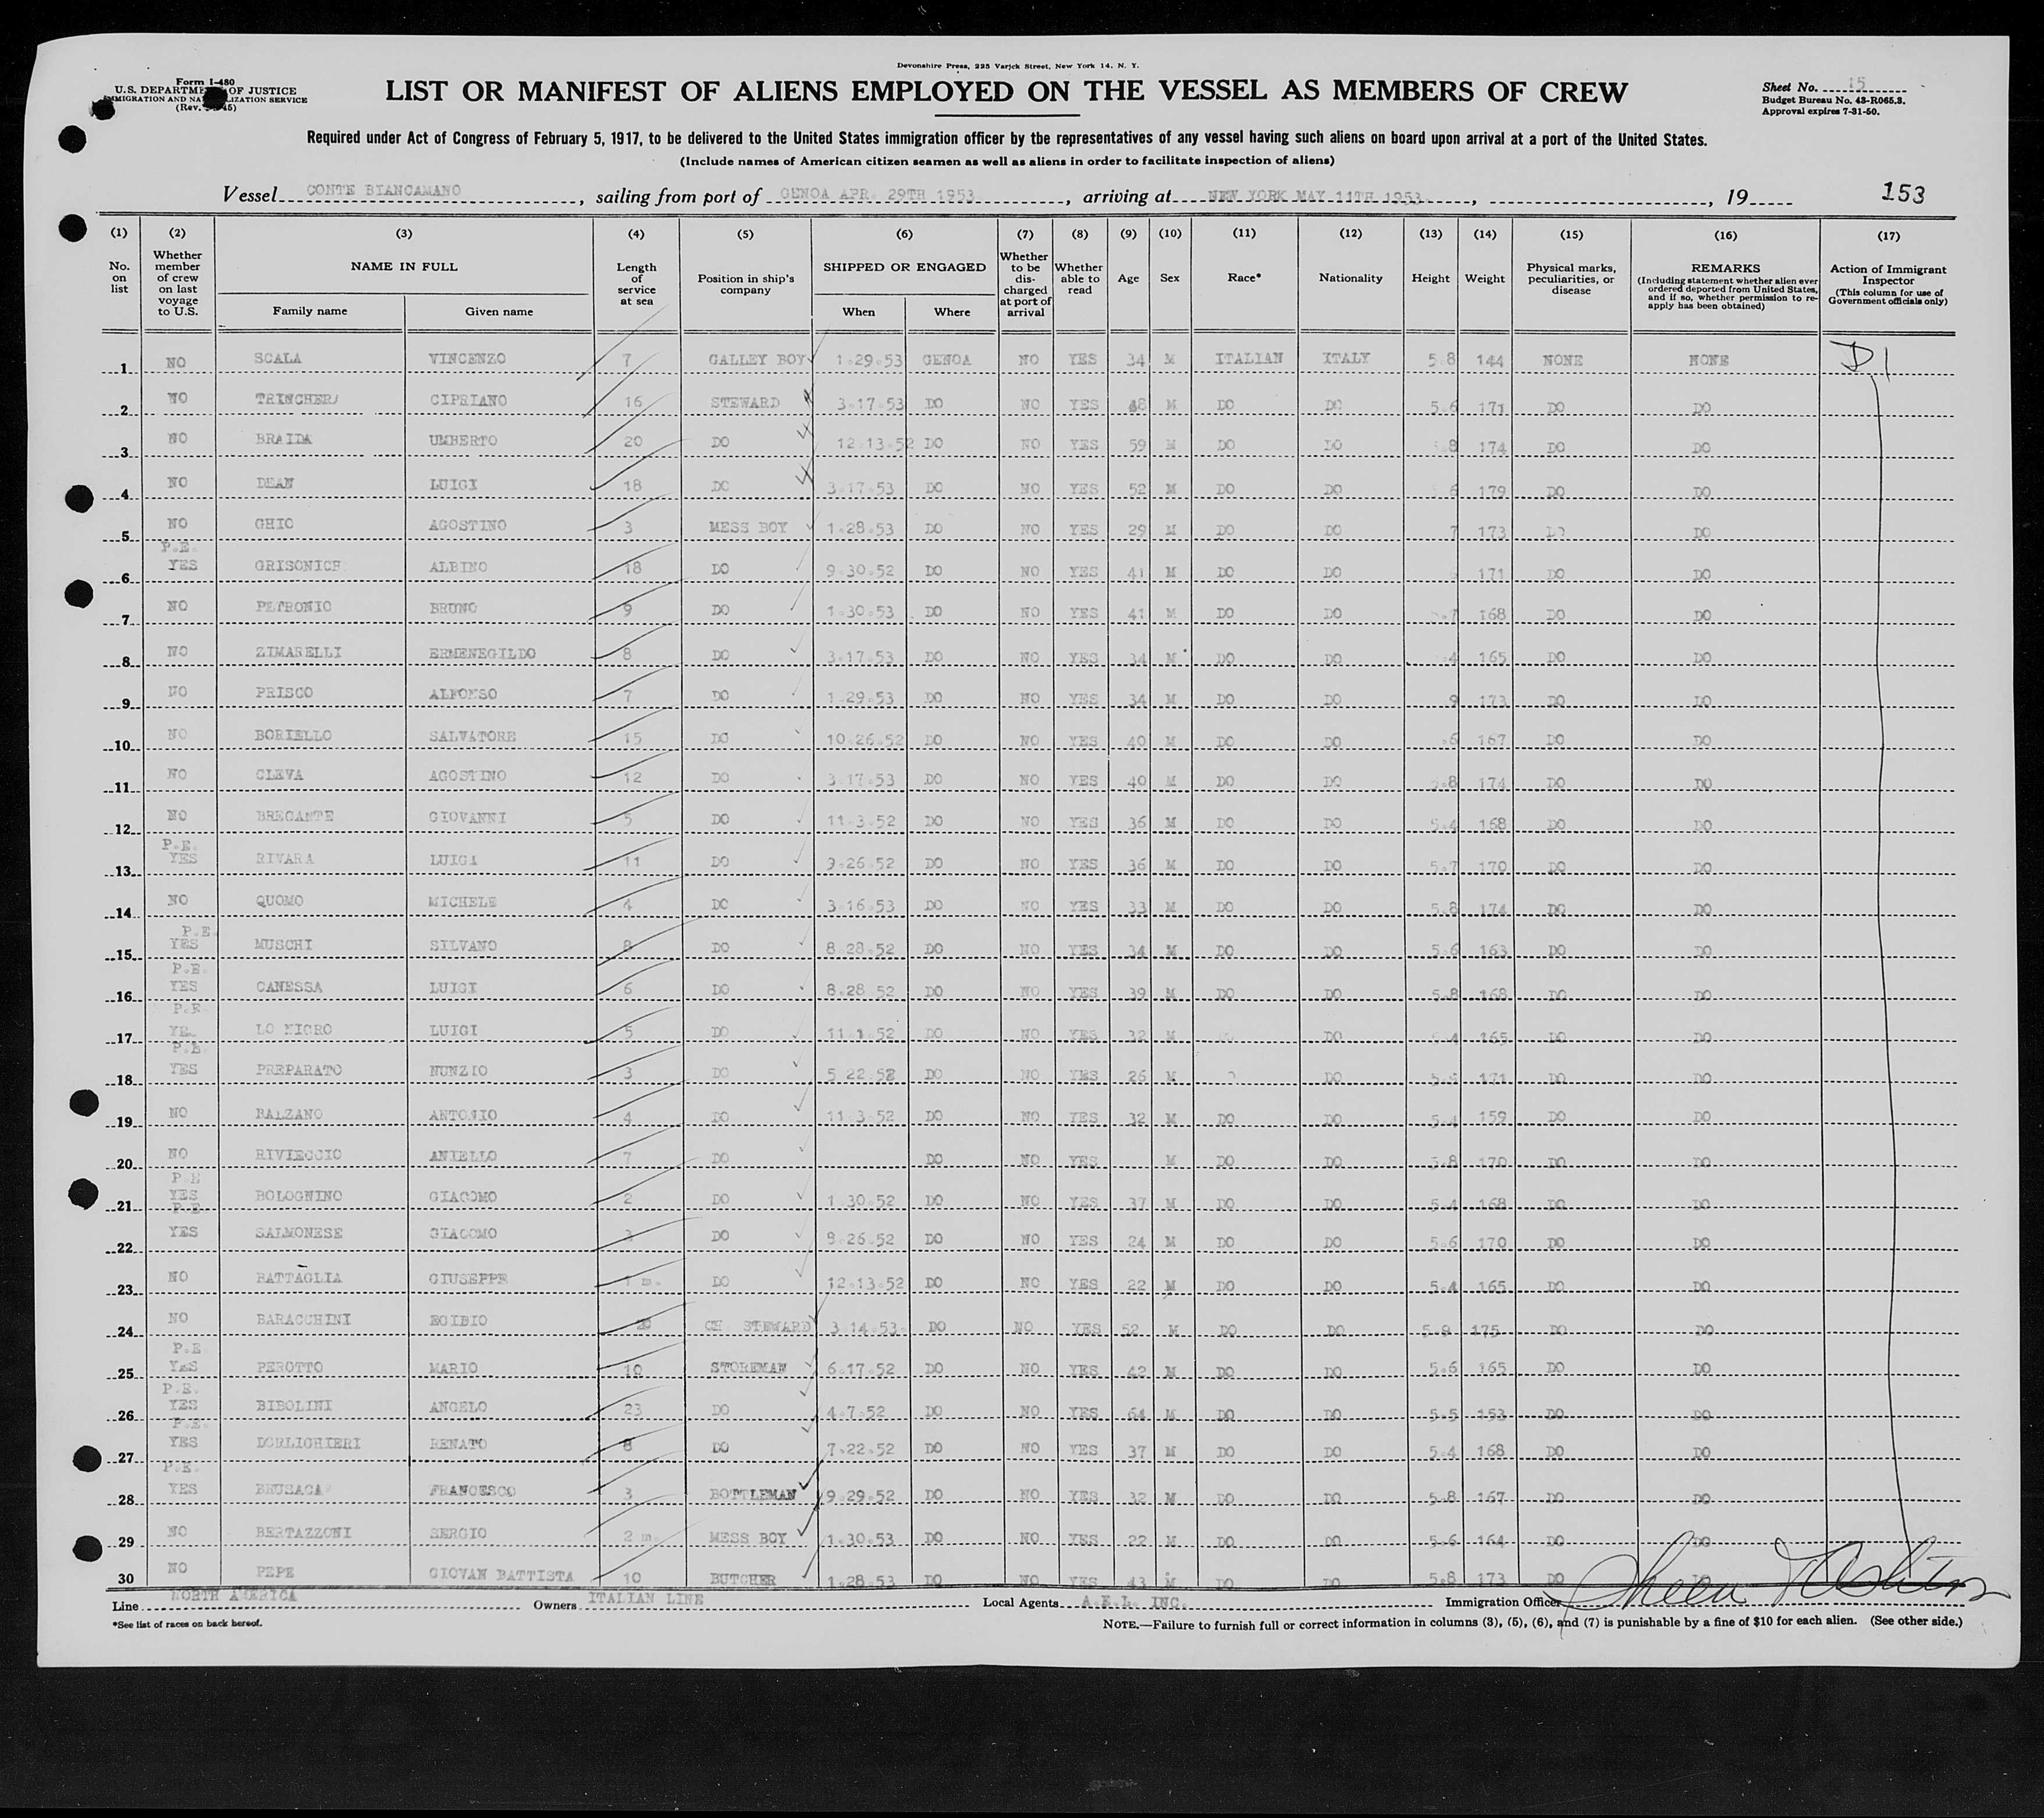 Devonshire Press, 225 Varick Street, New York 14, N. Y.
Form I-480
U.S. DEPARTMENT OF JUSTICE
IMMIGRATION AND NATURALIZATION SERVICE
(Rev.
LIST OR MANIFEST OF ALIENS EMPLOYED ON THE VESSEL AS MEMBERS OF CREW
Sheet No. 15
Budget Bureau No. 43-R065.3.
Approval expires 7-31-50.
Required under Act of Congress of February 5, 1917, to be delivered to the United States immigration officer by the representatives of any vessel having such aliens on board upon arrival at a port of the United States.
(Include names of American citizen seamen as well as aliens in order to facilitate inspection of aliens)
Vessel CONTE BIANCAMANO, sailing from port of GENOA APR. 29TH 1953, arriving at NEW YORK MAY 11TH 1953, 19 153
(1) (2) (3) (4) (5) (6) (7) (8) (9) (10) (11) (12) (13) (14) (15) (16) (17)
No. on list
Whether member of crew on last voyage to U.S.
NAME IN FULL
Family name Given name
Length of service at sea
Position in ship's company
SHIPPED OR ENGAGED
When Where
Whether to be discharged at port of arrival
Whether able to read
Age
Sex
Race*
Nationality
Height
Weight
Physical marks, peculiarities, or disease
REMARKS
(Including statement whether alien ever ordered deported from United States, and if so, whether permission to reapply has been obtained)
Action of Immigrant Inspector
(This column for use of Government officials only)
1 NO SCALA VINCENZO 7 GALLEY BOY 1.29.53 GENOA NO YES 34 M ITALIAN ITALY 5.8 144 NONE NONE D1
2 NO CIPRIANO 16 STEWARD 3.17.53 DO NO YES 48 M DO DO 5.6 171 DO DO
3 NO BRAIDA UMBERTO 20 DO 12.13.52 DO NO YES 59 M DO DO 8 174 DO DO
4 NO DEAN LUIGI 18 DO 3.17.53 DO NO YES 52 M DO DO 6 179 DO DO
5 NO GHIO AGOSTINO 3 MESS BOY 1.28.53 DO NO YES 29 M DO DO 7 173 DO DO
6 P.E. YES GRISONICH ALBINO 18 DO 9.30.52 DO NO YES 41 M DO DO 171 DO DO
7 NO PETRONIO BRUNO 9 DO 1.30.53 DO NO YES 41 M DO DO 5.7 168 DO DO
8 NO ZIMARELLI ERMENEGILDO 8 DO 3.17.53 DO NO YES 34 M DO DO 4 165 DO DO
9 NO PRISCO ALFONSO 7 DO 1.29.53 DO NO YES 34 M DO DO 9 173 DO DO
10 NO BORIELLO SALVATORE 15 DO 10.26.52 DO NO YES 40 M DO DO .6 167 DO DO
11 NO CLEVA AGOSTINO 12 DO 3.17.53 DO NO YES 40 M DO DO 5.8 174 DO DO
12 NO BREGANTE GIOVANNI 5 DO 11.3.52 DO NO YES 36 M DO DO 5.4 168 DO DO
13 P.E. YES RIVARA LUIGI 11 DO 9.26.52 DO NO YES 36 M DO DO 5.7 170 DO DO
14 NO QUOMO MICHELE 4 DO 3.16.53 DO NO YES 33 M DO DO 5.8 174 DO DO
15 P.E. YES MUSCHI SILVANO 8 DO 8.28.52 DO NO YES 34 M DO DO 5.6 163 DO DO
16 P.E. YES CANESSA LUIGI 6 DO 8.28 52 DO NO YES 39 M DO DO 5.8 168 DO DO
17 P.E. YE LO NIGRO LUIGI 5 DO 11.1.52 DO NO YES 32 M DO 5.4 165 DO DO
18 P.E. YES PREPARATO NUNZIO 3 DO 5 22.52 DO NO YES 26 M DO 171 DO DO
19 NO BALZANO ANTONIO 4 DO 11.3.52 DO NO YES 32 M DO DO 5.4 159 DO DO
20 NO RIVIECCIO ANIELLO 7 DO DO NO YES M DO DO 5.8 170 DO DO
21 P.E YES BOLOGNINO GIACOMO 2 DO 1.30.52 DO NO YES 37 M DO DO 5.4 168 DO DO
22 P.E YES SALMONESE GIACOMO DO 9.26.52 DO NO YES 24 M DO DO 5.6 170 DO DO
23 NO BATTAGLIA GIUSEPPE 1 m. DO 12.13.52 DO NO YES 22 M DO DO 5.4 165 DO DO
24 NO BARACCHINI EGIDIO CH. STEWARD 3.14.53. DO NO YES 52 M DO DO 5.9 175 DO DO
25 P.E. YES PEROTTO MARIO 10 STOREMAN 6.17.52 DO NO YES 42 M DO DO 5.6 165 DO DO
26 P.E. YES BIBOLINI ANGELO 23 DO 4.7.52 DO NO YES 64 M DO DO 5.5 153 DO DO
27 P.E. YES DORLIGHIERI RENATO 8 DO 7.22.52 DO NO YES 37 M DO DO 5.4 168 DO DO
28 P.E. YES BRUSACA FRANCESCO 3 BOTTLEMAN 9.29.52 DO NO YES 32 M DO DO 5.8 167 DO DO
29 NO BERTAZZONI SERGIO 2 m. MESS BOY 1.30.53 DO NO YES 22 M DO DO 5.6 164 DO DO
30 NO PEPE GIOVAN BATTISTA 10 BUTCHER 1.28.53 DO NO YES 43 M DO DO 5.8 173 DO
Line NORTH AMERICA Owners ITALIAN LINE Local Agents A.E.L. INC. Immigration Officer
*See list of races on back hereof.
NOTE.—Failure to furnish full or correct information in columns (3), (5), (6), and (7) is punishable by a fine of $10 for each alien. (See other side.)